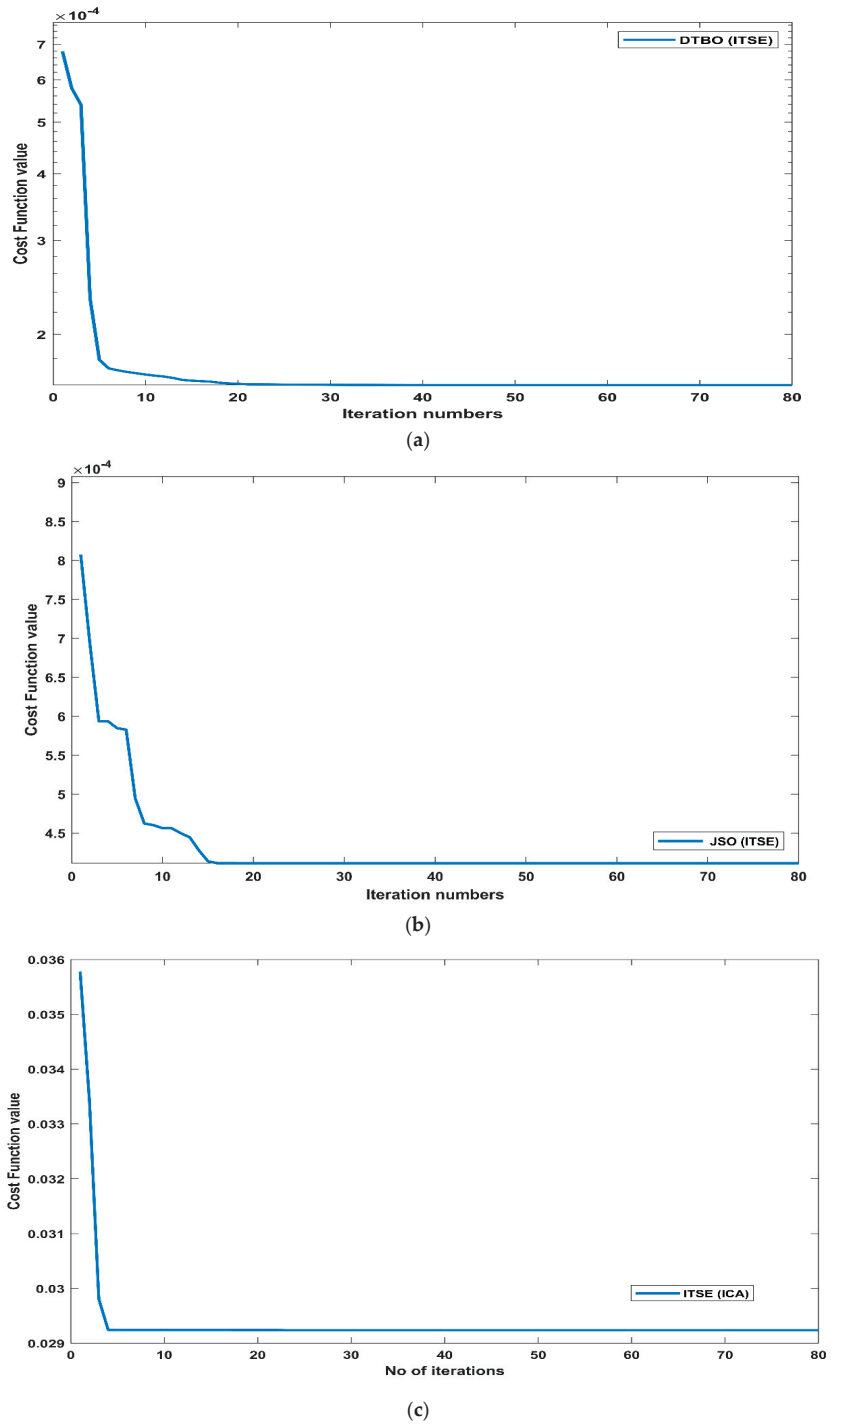 ×10-4
7
6
5
4
3
2
Cost Function value
DTBO (ITSE)
0 10 20 30 40 50 60 70 80
Iteration numbers
(a)
×10-4
9
8.5
8
7.5
7
6.5
6
5.5
5
4.5
Cost Function value
JSO (ITSE)
0 10 20 30 40 50 60 70 80
Iteration numbers
(b)
0.036
0.035
0.034
0.033
0.032
0.031
0.03
0.029
Cost Function value
ITSE (ICA)
0 10 20 30 40 50 60 70 80
No of iterations
(c)